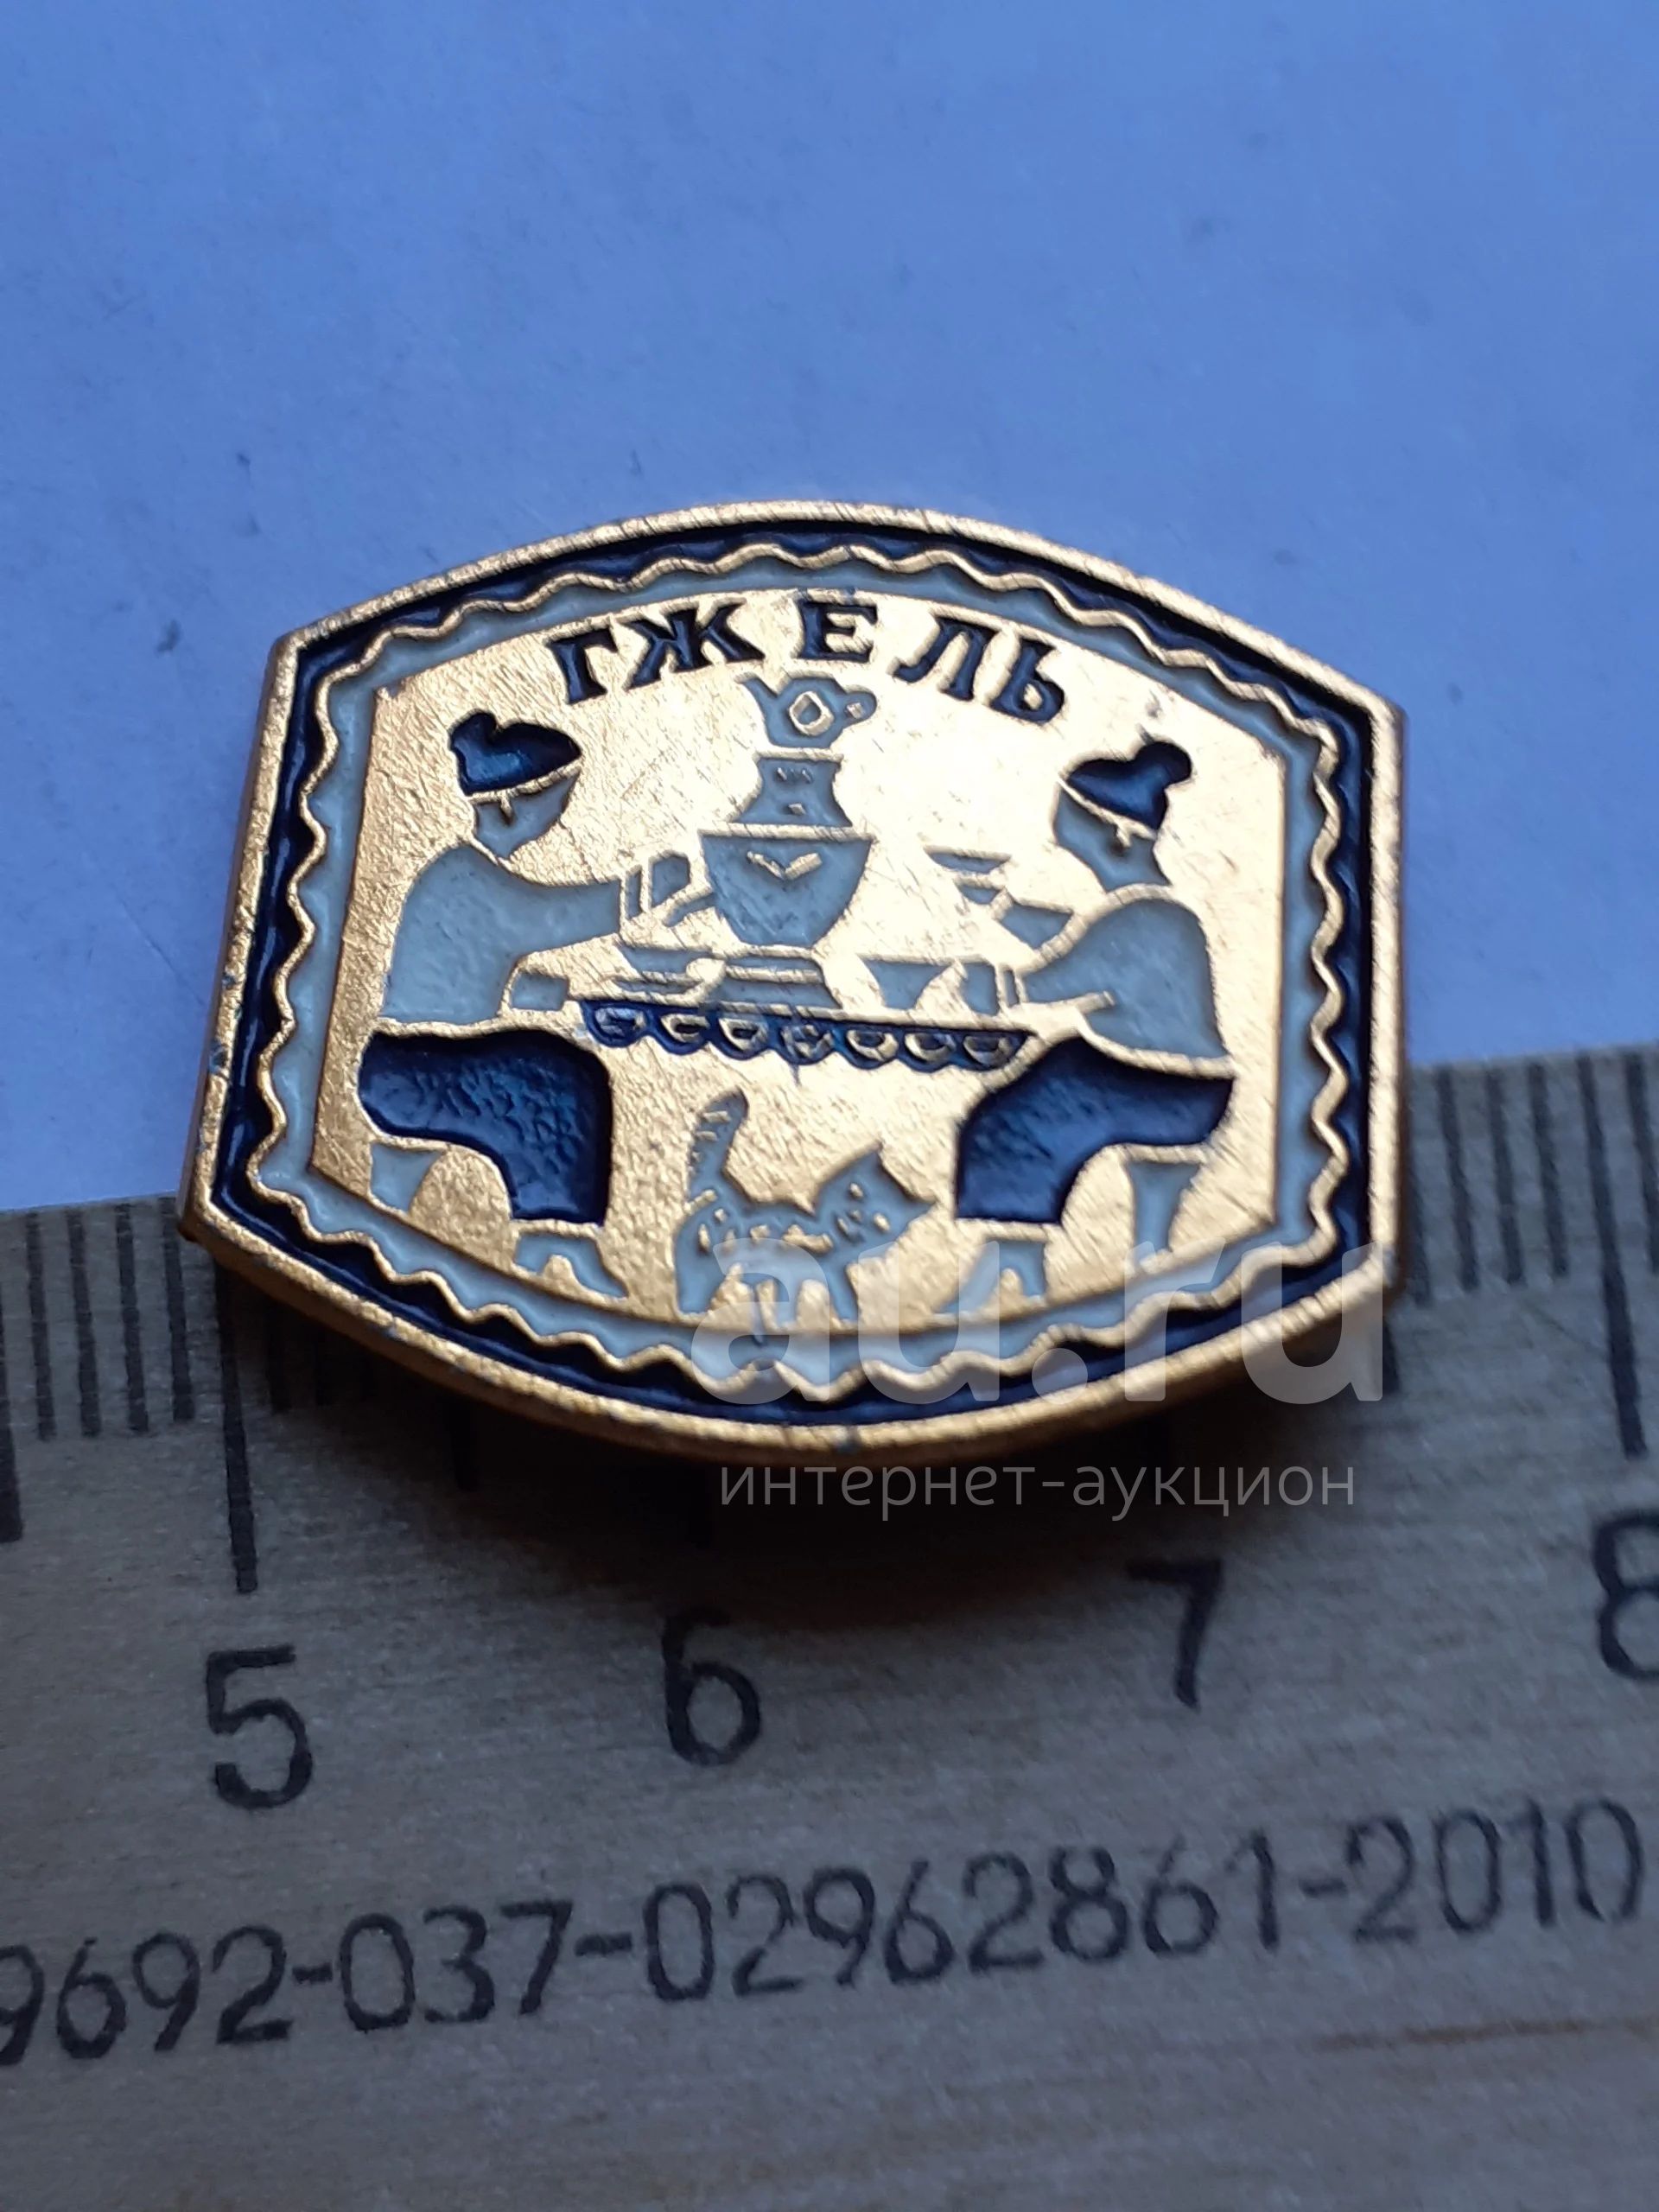 ГЖЕЛЬ
au.ru
интернет-аукцион
5 6 7 8
9692-037-02962861-2010